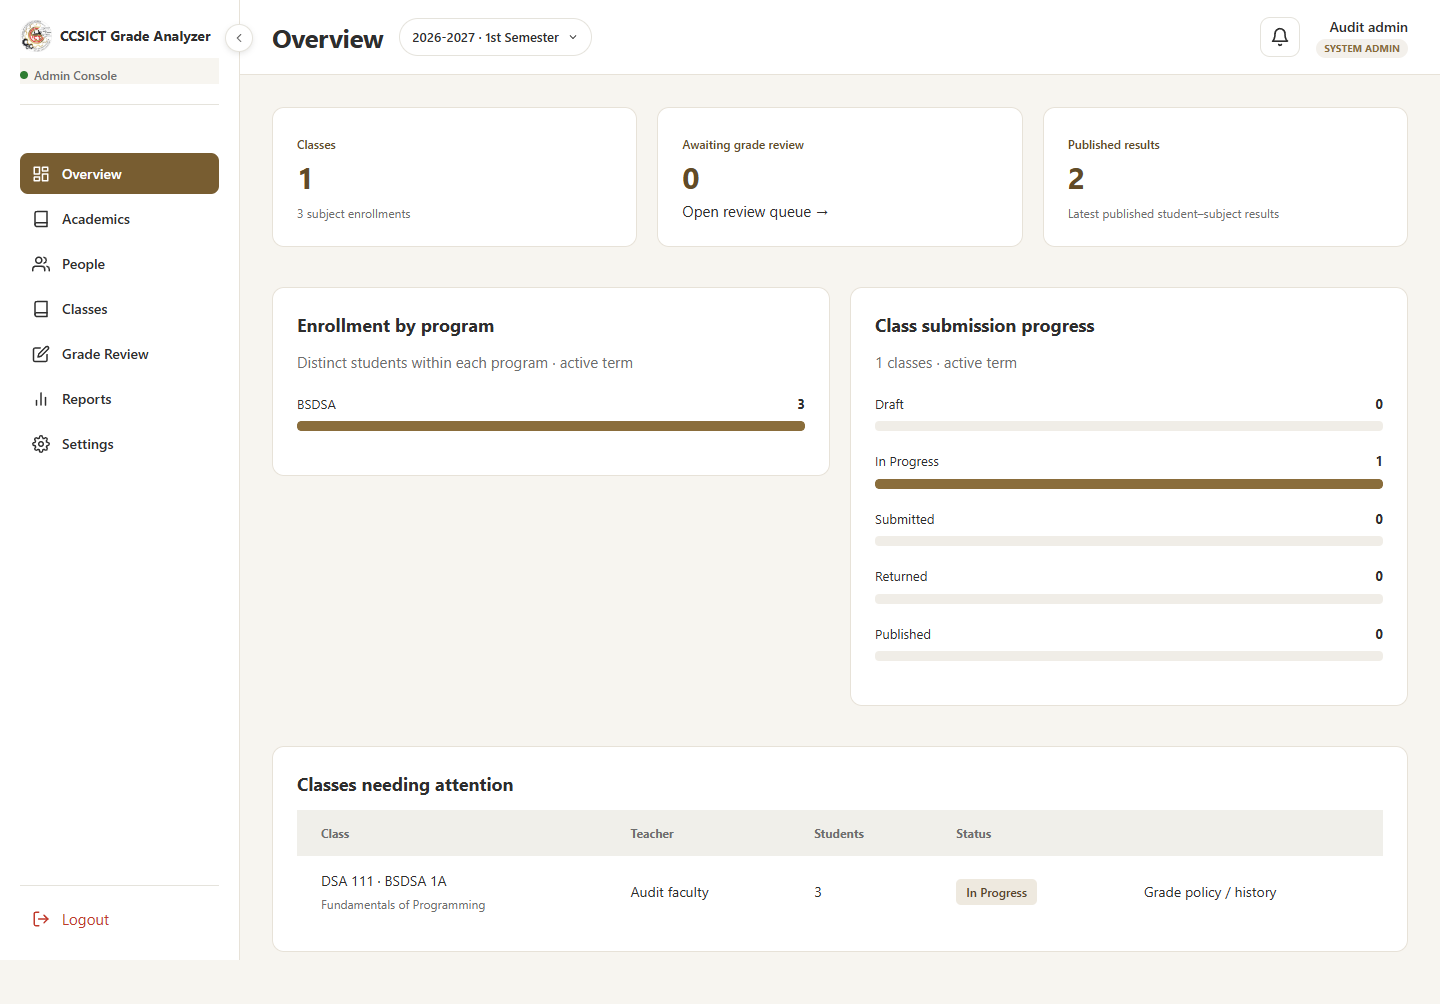 CCSICT Grade Analyzer
Admin Console
Overview
Academics
People
Classes
Grade Review
Reports
Settings
Logout
Overview
2026-2027 · 1st Semester
Audit admin
SYSTEM ADMIN
Classes
1
3 subject enrollments
Awaiting grade review
0
Open review queue →
Published results
2
Latest published student–subject results
Enrollment by program
Distinct students within each program · active term
BSDSA 3
Class submission progress
1 classes · active term
Draft 0
In Progress 1
Submitted 0
Returned 0
Published 0
Classes needing attention
Class Teacher Students Status
DSA 111 · BSDSA 1A
Fundamentals of Programming
Audit faculty 3 In Progress Grade policy / history